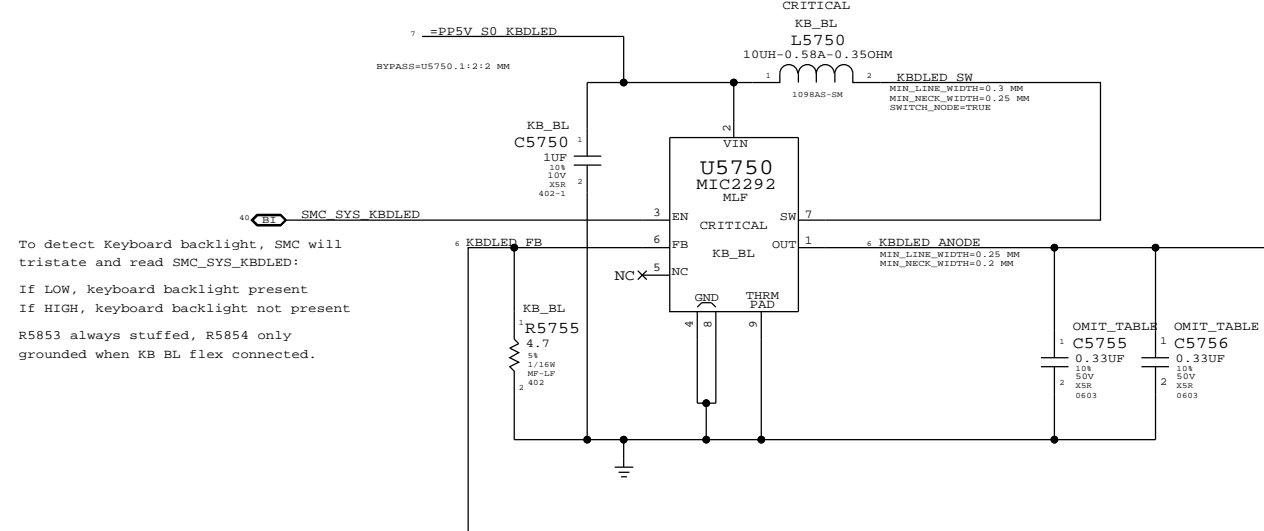 CRITICAL
KB_BL
L5750
10UH-0.58A-0.35OHM
7 =PP5V_S0_KBDLED
BYPASS=U5750.1:2:2 MM
1 2
1098AS-SM
KBDLED_SW
MIN_LINE_WIDTH=0.3 MM
MIN_NECK_WIDTH=0.25 MM
SWITCH_NODE=TRUE
KB_BL
C5750 1
1UF
10%
10V
X5R 2
402-1
2
VIN
U5750
MIC2292
MLF
CRITICAL
KB_BL
3 EN
6 FB
5 NC
NC
SW 7
OUT 1
GND
THRM
PAD
4 8 9
40 BI SMC_SYS_KBDLED
6 KBDLED_FB
6 KBDLED_ANODE
MIN_LINE_WIDTH=0.25 MM
MIN_NECK_WIDTH=0.2 MM
To detect Keyboard backlight, SMC will
tristate and read SMC_SYS_KBDLED:
If LOW, keyboard backlight present
If HIGH, keyboard backlight not present
R5853 always stuffed, R5854 only
grounded when KB BL flex connected.
KB_BL
1 R5755
4.7
5%
1/16W
MF-LF
2 402
OMIT_TABLE
1 C5755
0.33UF
10%
50V
2 X5R
0603
OMIT_TABLE
1 C5756
0.33UF
10%
50V
2 X5R
0603